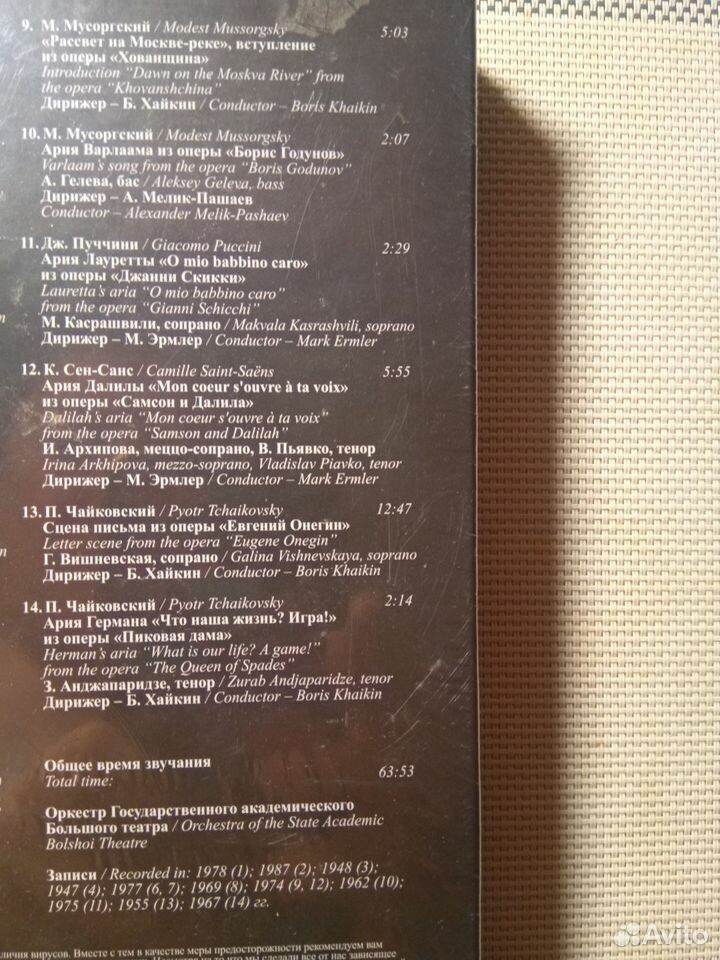 9. М. Мусоргский / Modest Mussorgsky 5:03
«Рассвет на Москве-реке», вступление
из оперы «Хованщина»
Introduction "Dawn on the Moskva River" from
the opera "Khovanshchina"
Дирижер – Б. Хайкин / Conductor – Boris Khaikin
10. М. Мусоргский / Modest Mussorgsky 2:07
Ария Варлаама из оперы «Борис Годунов»
Varlaam's song from the opera "Boris Godunov"
А. Гелева, бас / Aleksey Geleva, bass
Дирижер – А. Мелик-Пашаев
Conductor – Alexander Melik-Pashaev
11. Дж. Пуччини / Giacomo Puccini 2:29
Ария Лауретты «O mio babbino caro»
из оперы «Джанни Скикки»
Lauretta's aria "O mio babbino caro"
from the opera "Gianni Schicchi"
М. Касрашвили, сопрано / Makvala Kasrashvili, soprano
Дирижер – М. Эрмлер / Conductor – Mark Ermler
12. К. Сен-Санс / Camille Saint-Saëns 5:55
Ария Далилы «Mon coeur s'ouvre à ta voix»
из оперы «Самсон и Далила»
Dalilah's aria "Mon coeur s'ouvre à ta voix"
from the opera "Samson and Dalilah"
И. Архипова, меццо-сопрано, В. Пьявко, тенор
Irina Arkhipova, mezzo-soprano, Vladislav Piavko, tenor
Дирижер – М. Эрмлер / Conductor – Mark Ermler
13. П. Чайковский / Pyotr Tchaikovsky 12:47
Сцена письма из оперы «Евгений Онегин»
Letter scene from the opera "Eugene Onegin"
Г. Вишневская, сопрано / Galina Vishnevskaya, soprano
Дирижер – Б. Хайкин / Conductor – Boris Khaikin
14. П. Чайковский / Pyotr Tchaikovsky 2:14
Ария Германа «Что наша жизнь? Игра!»
из оперы «Пиковая дама»
Herman's aria "What is our life? A game!"
from the opera "The Queen of Spades"
З. Анджапаридзе, тенор / Zurab Andjaparidze, tenor
Дирижер – Б. Хайкин / Conductor – Boris Khaikin
Общее время звучания
Total time: 63:53
Оркестр Государственного академического
Большого театра / Orchestra of the State Academic
Bolshoi Theatre
Записи / Recorded in: 1978 (1); 1987 (2); 1948 (3);
1947 (4); 1977 (6, 7); 1969 (8); 1974 (9, 12); 1962 (10);
1975 (11); 1955 (13); 1967 (14) гг.
вирусов. Вместе с тем в качестве меры предосторожности рекомендуем вам
Avito